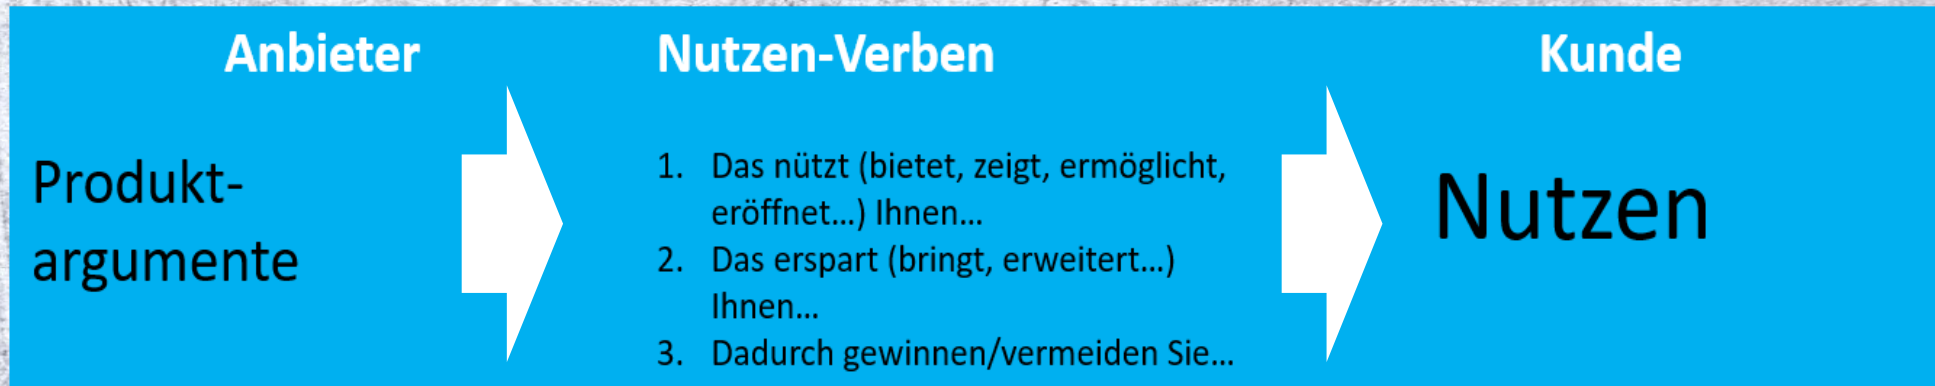 Anbieter
Nutzen-Verben
Kunde
Produkt-
argumente
1. Das nützt (bietet, zeigt, ermöglicht,
eröffnet...) Ihnen...
2. Das erspart (bringt, erweitert...)
Ihnen...
3. Dadurch gewinnen/vermeiden Sie...
Nutzen